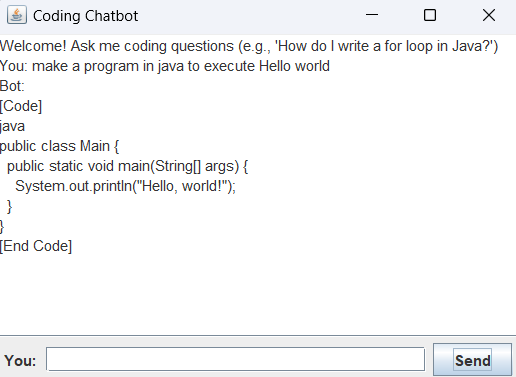 Coding Chatbot
Welcome! Ask me coding questions (e.g., 'How do I write a for loop in Java?')
You: make a program in java to execute Hello world
Bot:
[Code]
java
public class Main {
  public static void main(String[] args) {
    System.out.println("Hello, world!");
  }
}
[End Code]
You: Send